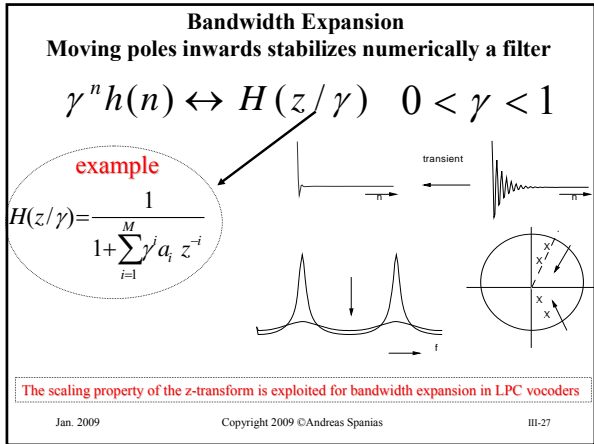 Bandwidth Expansion
Moving poles inwards stabilizes numerically a filter
γ^n h(n) ↔ H(z/γ)  0 < γ < 1
example
H(z/γ) = 1 / (1 + ∑_{i=1}^{M} γ^i a_i z^{-i})
transient
n
n
X
X
X
X
f
The scaling property of the z-transform is exploited for bandwidth expansion in LPC vocoders
Jan. 2009 Copyright 2009 ©Andreas Spanias III-27